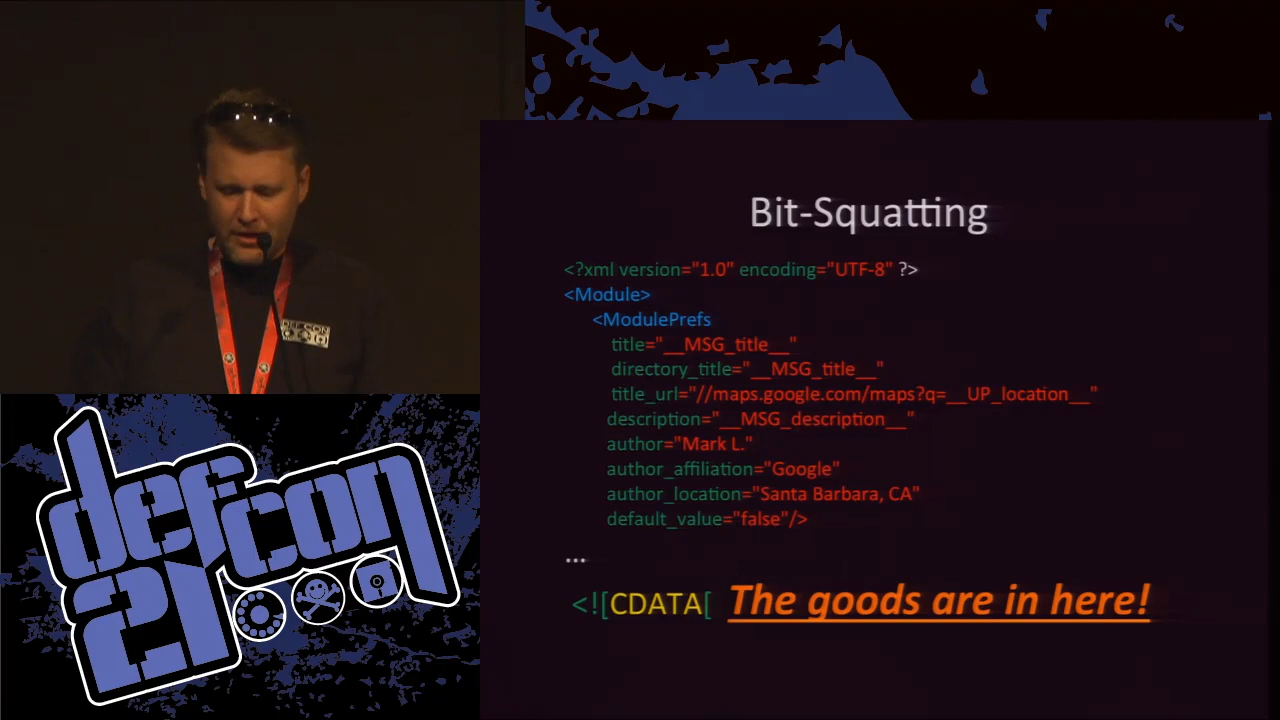 DEF CON
defcon
21
Bit-Squatting
<?xml version="1.0" encoding="UTF-8" ?>
<Module>
<ModulePrefs
title="__MSG_title__"
directory_title="__MSG_title__"
title_url="//maps.google.com/maps?q=__UP_location__"
description="__MSG_description__"
author="Mark L."
author_affiliation="Google"
author_location="Santa Barbara, CA"
default_value="false"/>
...
<![CDATA[ The goods are in here!